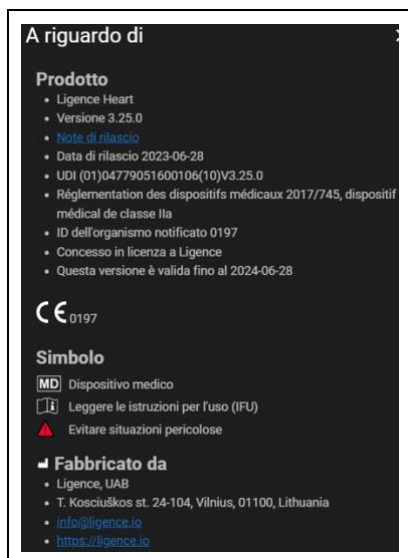 A riguardo di
Prodotto
• Ligence Heart
• Versione 3.25.0
• Note di rilascio
• Data di rilascio 2023-06-28
• UDI (01)04779051600106(10)V3.25.0
• Réglementation des dispositifs médicaux 2017/745, dispositif
médical de classe IIa
• ID dell'organismo notificato 0197
• Concesso in licenza a Ligence
• Questa versione è valida fino al 2024-06-28
CE 0197
Simbolo
MD Dispositivo medico
i Leggere le istruzioni per l'uso (IFU)
Evitare situazioni pericolose
Fabbricato da
• Ligence, UAB
• T. Kosciuškos st. 24-104, Vilnius, 01100, Lithuania
• info@ligence.io
• https://ligence.io